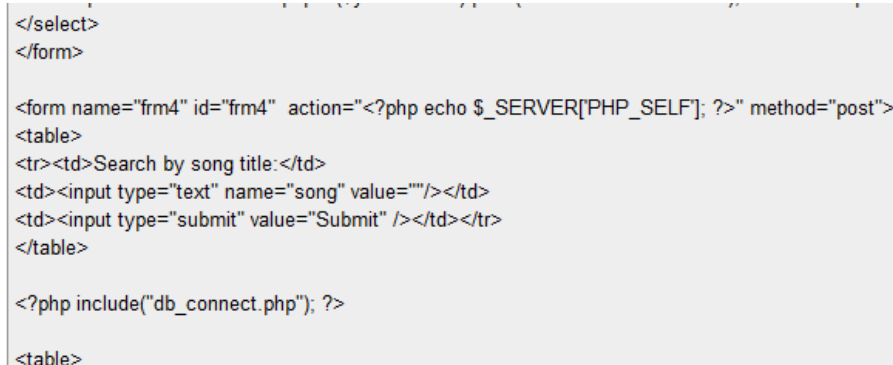 </select>
</form>
<form name="frm4" id="frm4"  action="<?php echo $_SERVER['PHP_SELF']; ?>" method="post">
<table>
<tr><td>Search by song title:</td>
<td><input type="text" name="song" value=""/></td>
<td><input type="submit" value="Submit" /></td></tr>
</table>
<?php include("db_connect.php"); ?>
<table>